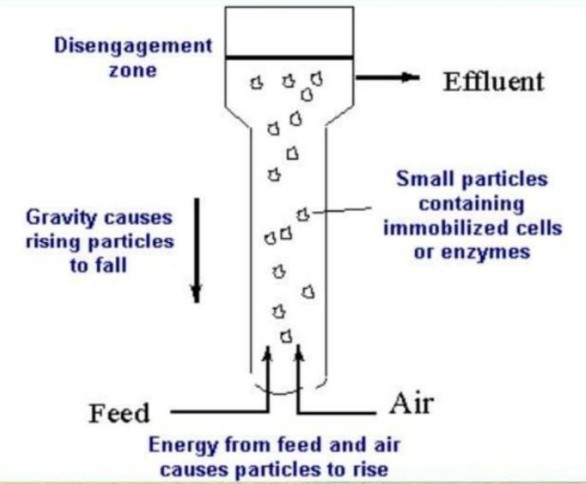 Disengagement
zone
Effluent
Small particles
containing
immobilized cells
or enzymes
Gravity causes
rising particles
to fall
Feed
Air
Energy from feed and air
causes particles to rise